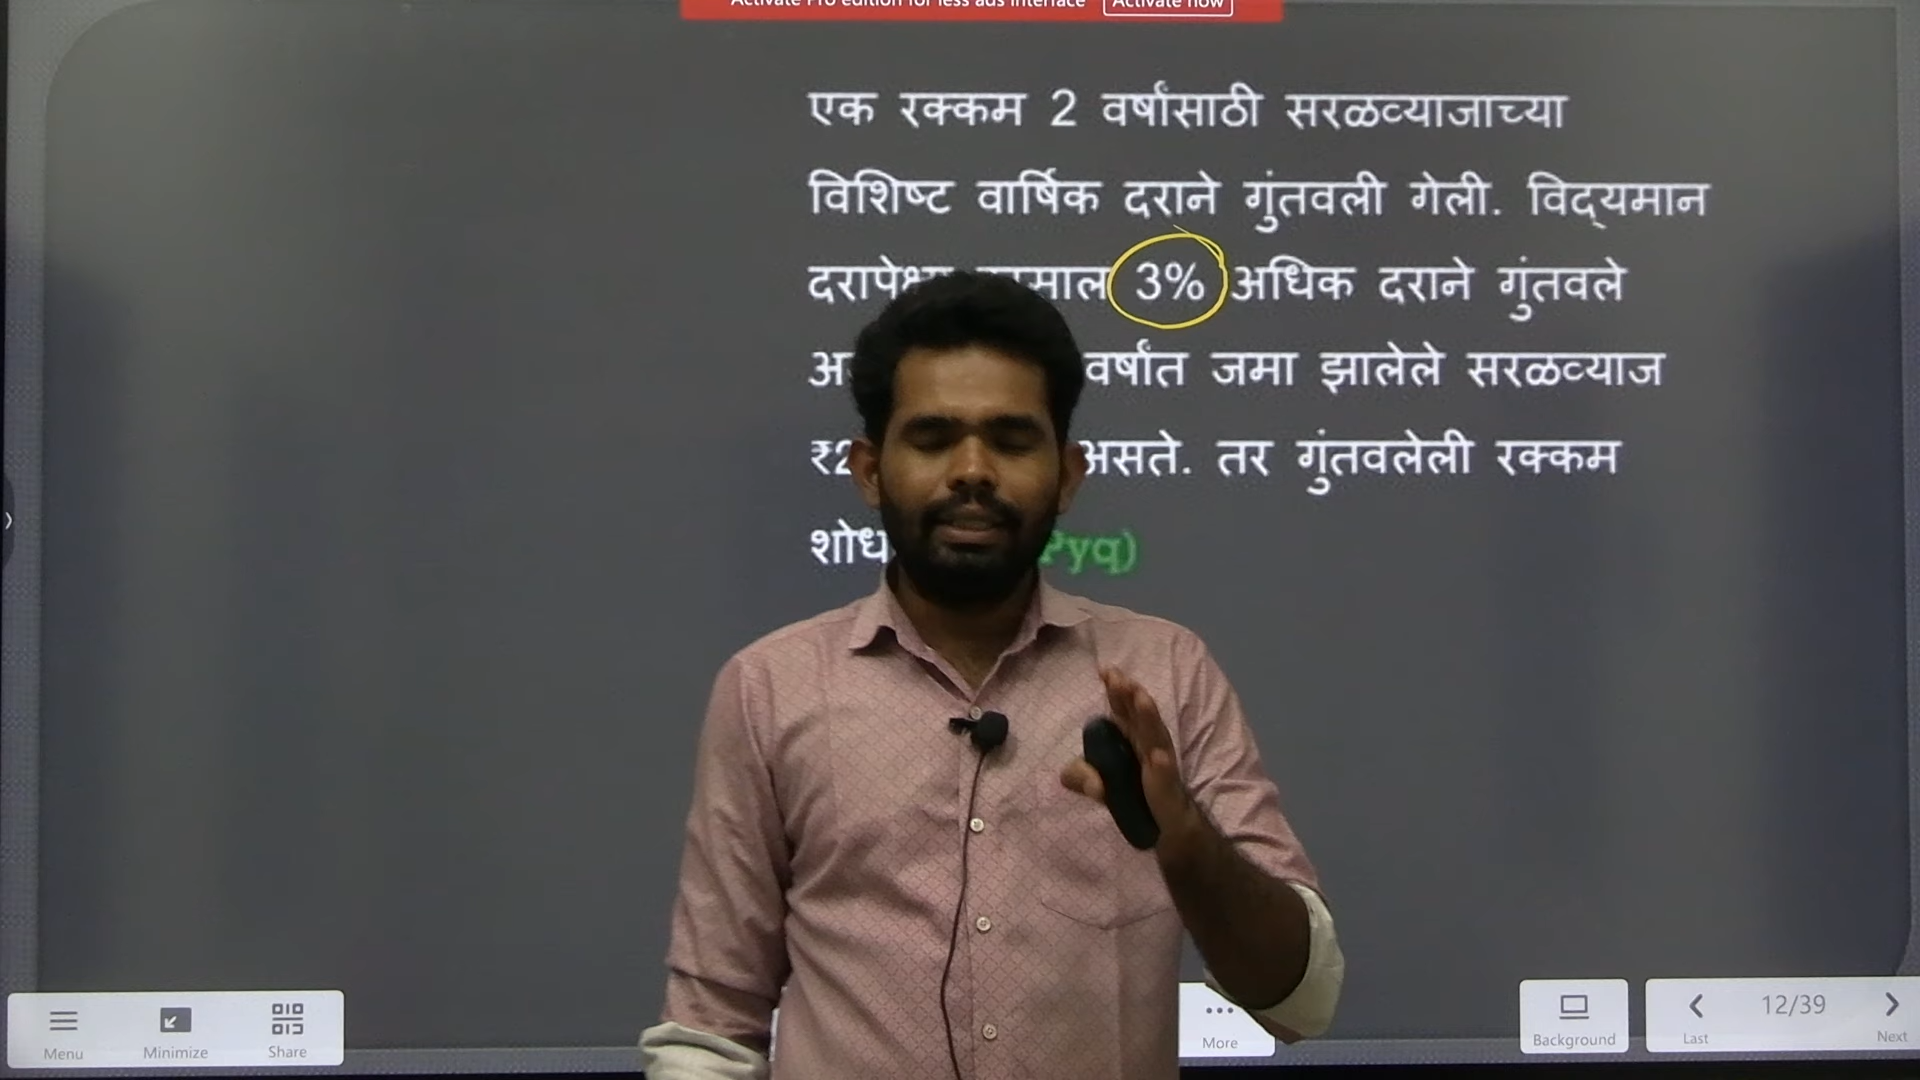 Activate Pro edition for less ads interface Activate now
एक रक्कम 2 वर्षांसाठी सरळव्याजाच्या
विशिष्ट वार्षिक दराने गुंतवली गेली. विद्यमान
3% अधिक दराने गुंतवले
वर्षांत जमा झालेले सरळव्याज
₹2 असते. तर गुंतवलेली रक्कम
Pyq)
Menu Minimize Share More Background Last 12/39 Next